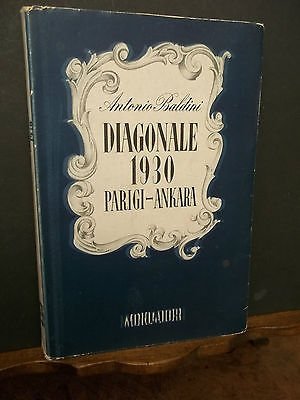 Antonio Baldini
DIAGONALE
1930
PARIGI-ANKARA
MONDADORI